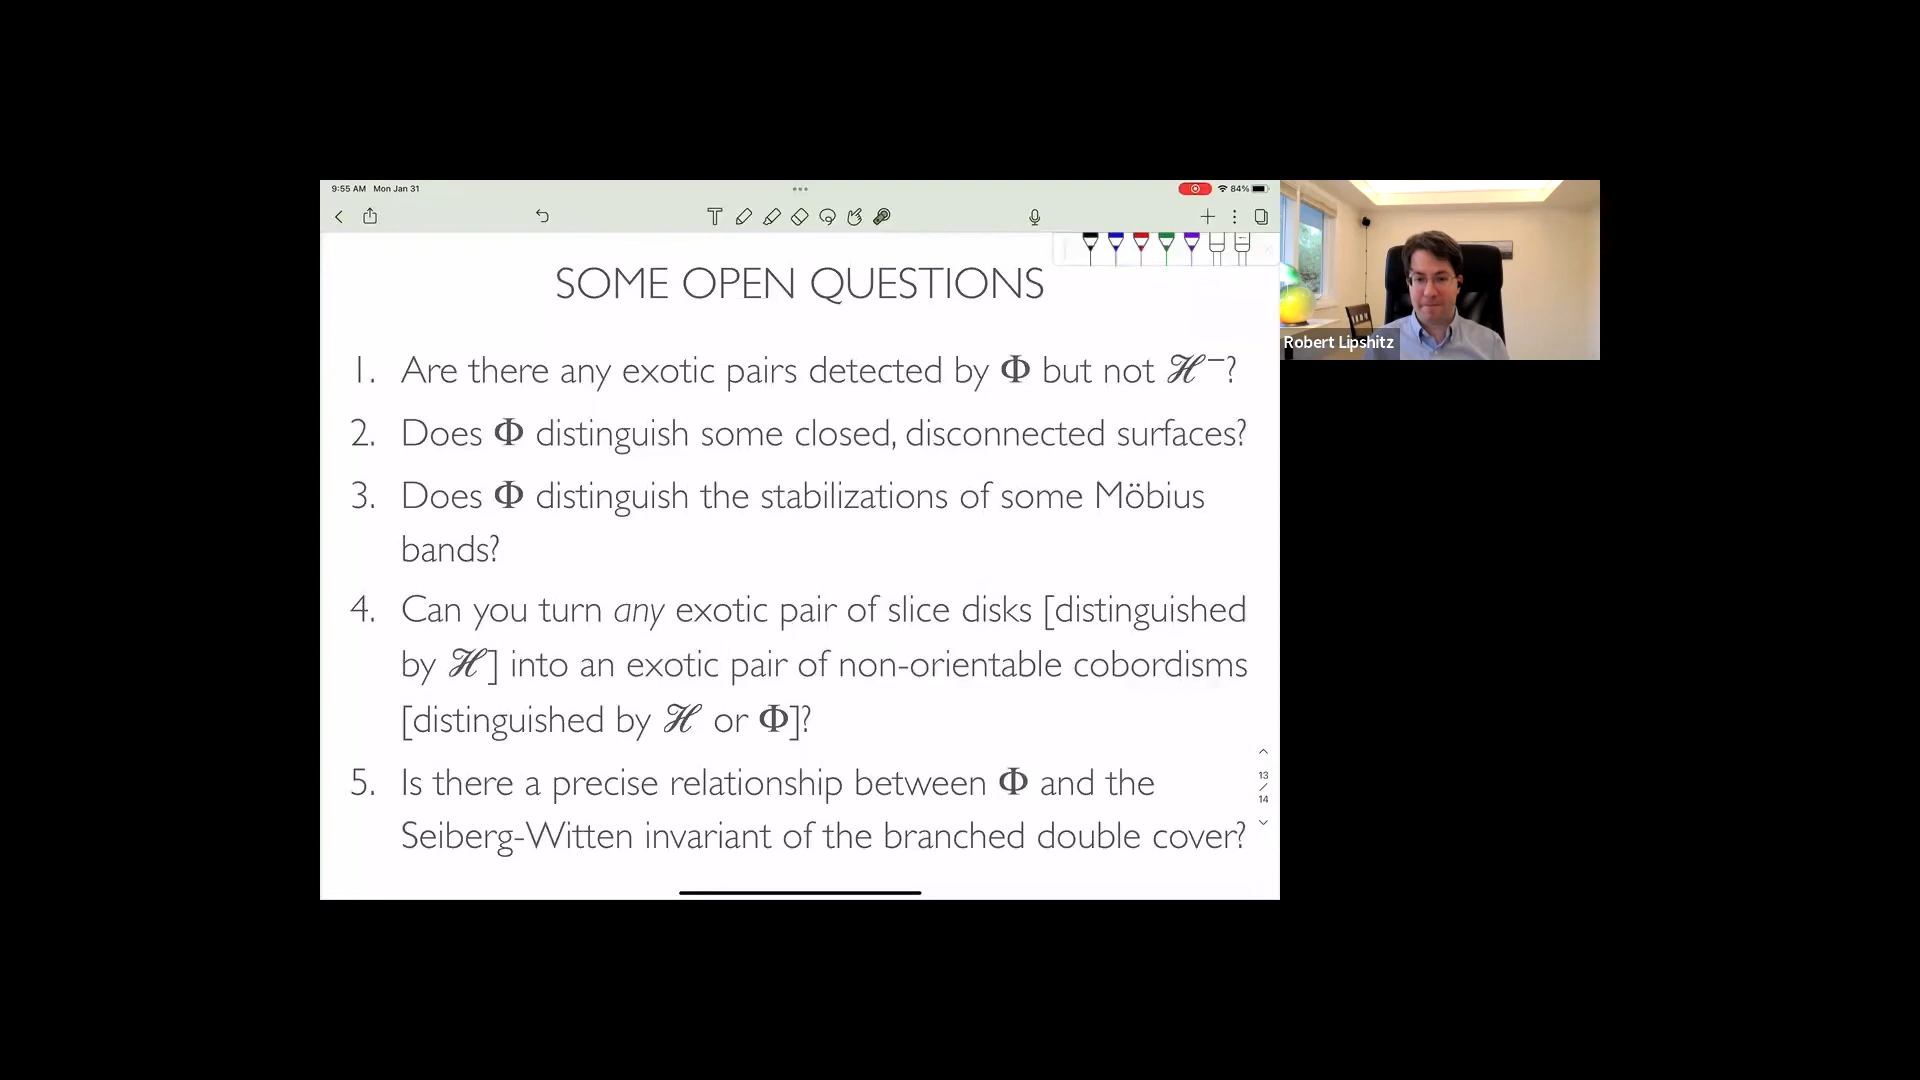 9:55 AM Mon Jan 31
84%
SOME OPEN QUESTIONS
1. Are there any exotic pairs detected by Φ but not ℋ⁻?
2. Does Φ distinguish some closed, disconnected surfaces?
3. Does Φ distinguish the stabilizations of some Möbius
bands?
4. Can you turn any exotic pair of slice disks [distinguished
by ℋ] into an exotic pair of non-orientable cobordisms
[distinguished by ℋ or Φ]?
5. Is there a precise relationship between Φ and the
Seiberg-Witten invariant of the branched double cover?
13
/
14
Robert Lipshitz